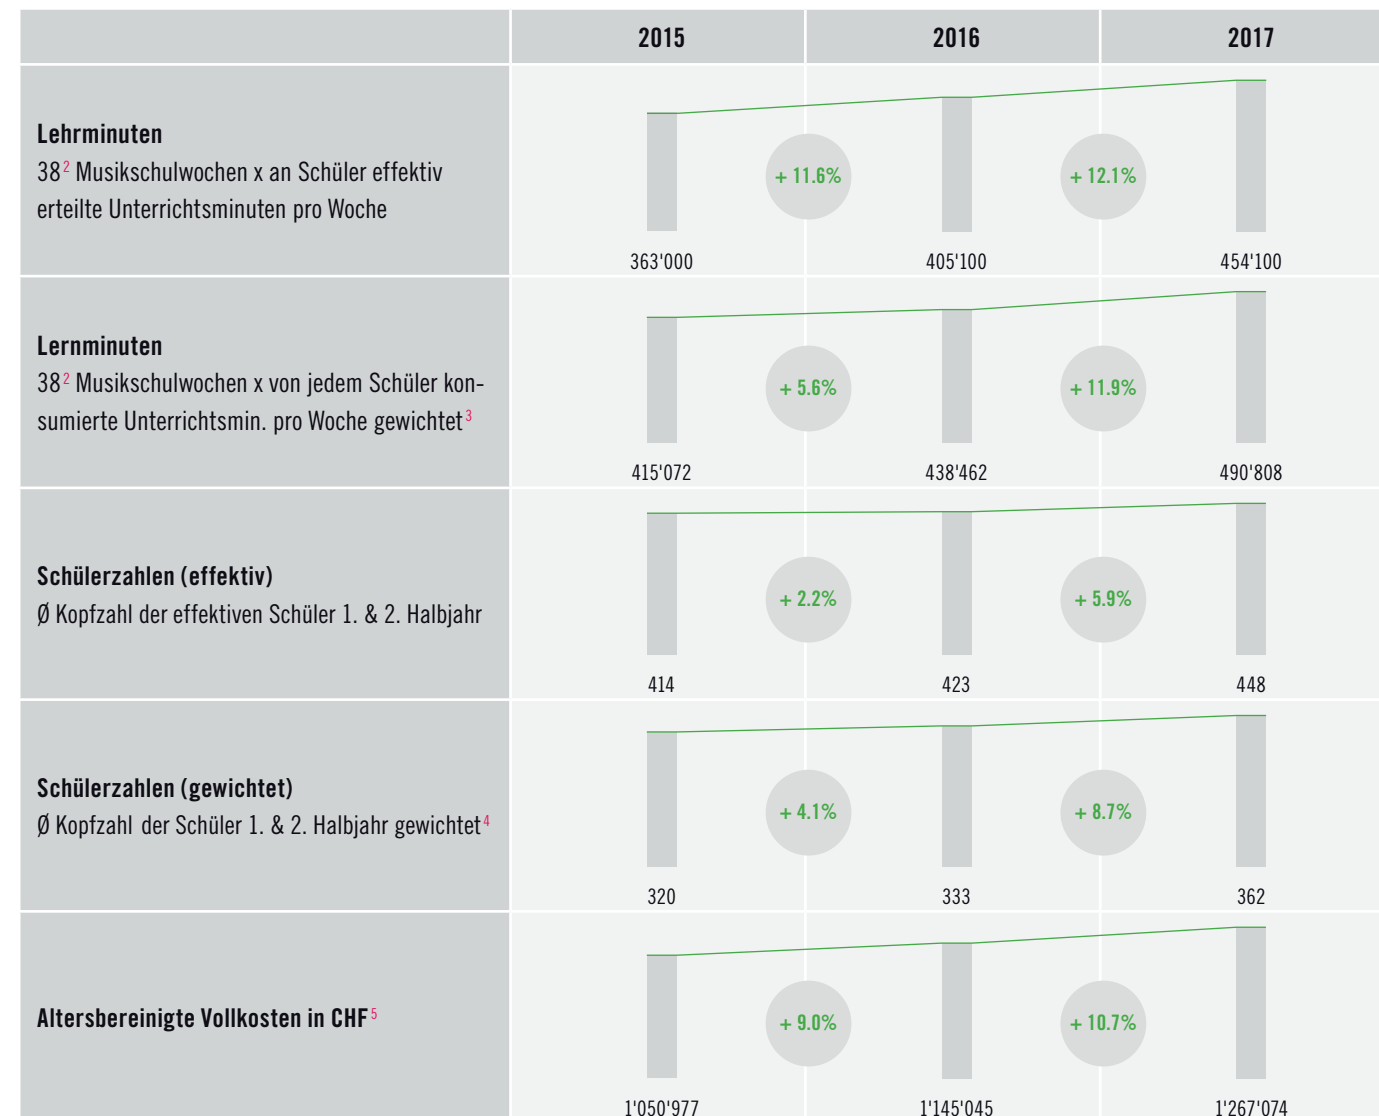 2015 2016 2017
Lehrminuten
38² Musikschulwochen x an Schüler effektiv
erteilte Unterrichtsminuten pro Woche
+ 11.6% + 12.1%
363'000 405'100 454'100
Lernminuten
38² Musikschulwochen x von jedem Schüler kon-
sumierte Unterrichtsmin. pro Woche gewichtet³
+ 5.6% + 11.9%
415'072 438'462 490'808
Schülerzahlen (effektiv)
Ø Kopfzahl der effektiven Schüler 1. & 2. Halbjahr
+ 2.2% + 5.9%
414 423 448
Schülerzahlen (gewichtet)
Ø Kopfzahl der Schüler 1. & 2. Halbjahr gewichtet⁴
+ 4.1% + 8.7%
320 333 362
Altersbereinigte Vollkosten in CHF⁵
+ 9.0% + 10.7%
1'050'977 1'145'045 1'267'074